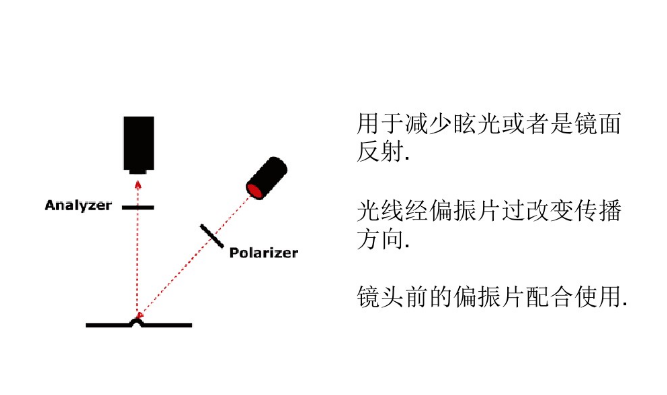 用于减少眩光或者是镜面
反射.
Analyzer
光线经偏振片过改变传播
方向.
Polarizer
镜头前的偏振片配合使用.